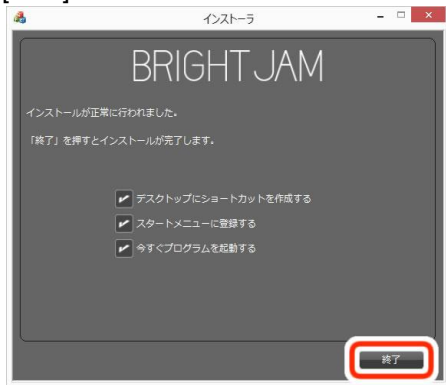 インストーラ
BRIGHT JAM
インストールが正常に行われました。
「終了」を押すとインストールが完了します。
デスクトップにショートカットを作成する
スタートメニューに登録する
今すぐプログラムを起動する
終了